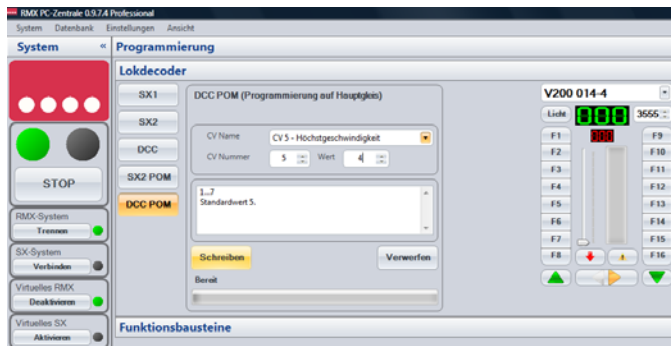 RMX PC-Zentrale 0.9.7.4 Professional
System Datenbank Einstellungen Ansicht
System «
Programmierung
Lokdecoder
SX1
SX2
DCC
SX2 POM
DCC POM
DCC POM (Programmierung auf Hauptgleis)
CV Name CV 5 - Höchstgeschwindigkeit
CV Nummer 5 Wert 4
1...7
Standardwert 5.
Schreiben Verwerfen
Bereit
STOP
RMX-System
Trennen
SX-System
Verbinden
Virtuelles RMX
Deaktivieren
Virtuelles SX
Aktivieren
V200 014-4
Licht 888 3555
000
F1 F9
F2 F10
F3 F11
F4 F12
F5 F13
F6 F14
F7 F15
F8 F16
Funktionsbausteine